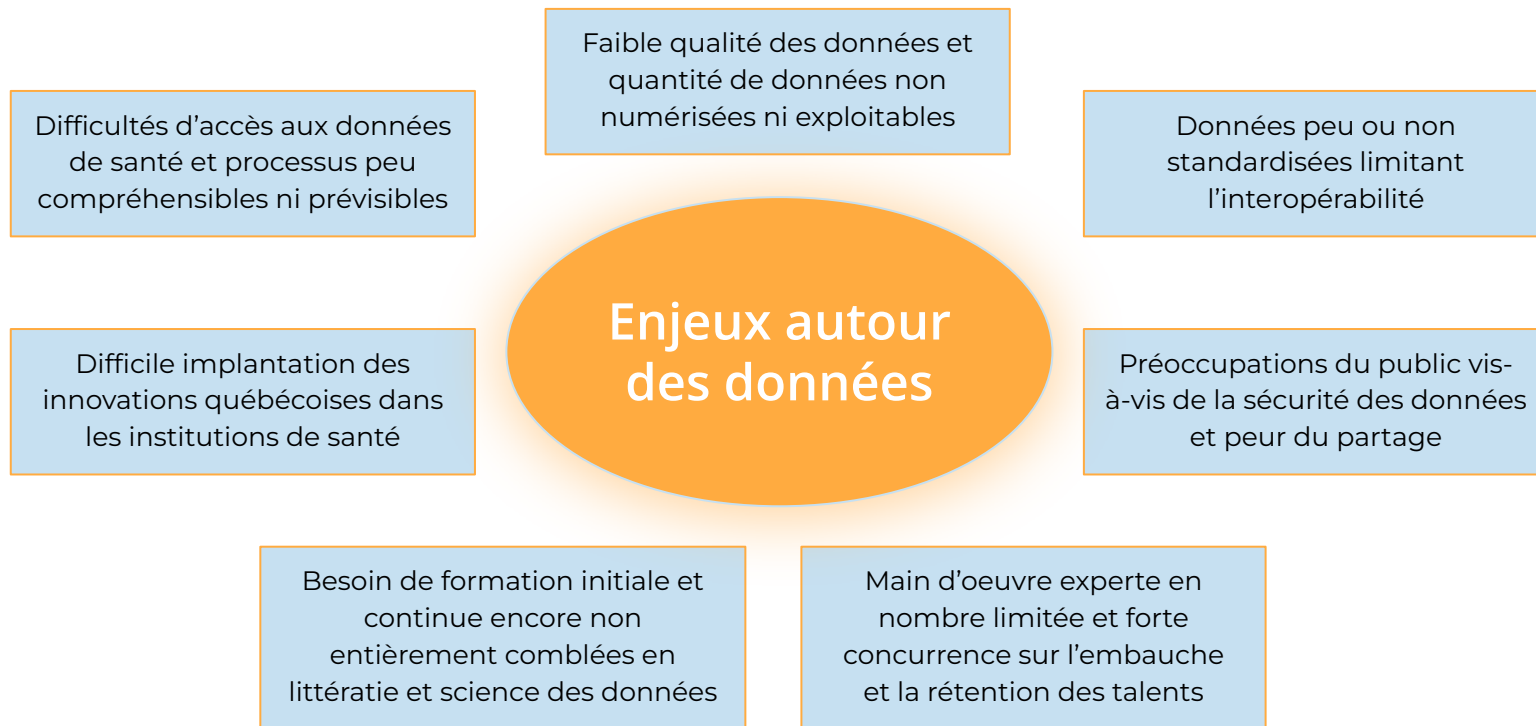 Faible qualité des données et
quantité de données non
numérisées ni exploitables
Difficultés d’accès aux données
de santé et processus peu
compréhensibles ni prévisibles
Données peu ou non
standardisées limitant
l’interopérabilité
Enjeux autour
des données
Difficile implantation des
innovations québécoises dans
les institutions de santé
Préoccupations du public vis-
à-vis de la sécurité des données
et peur du partage
Besoin de formation initiale et
continue encore non
entièrement comblées en
littératie et science des données
Main d’oeuvre experte en
nombre limitée et forte
concurrence sur l’embauche
et la rétention des talents